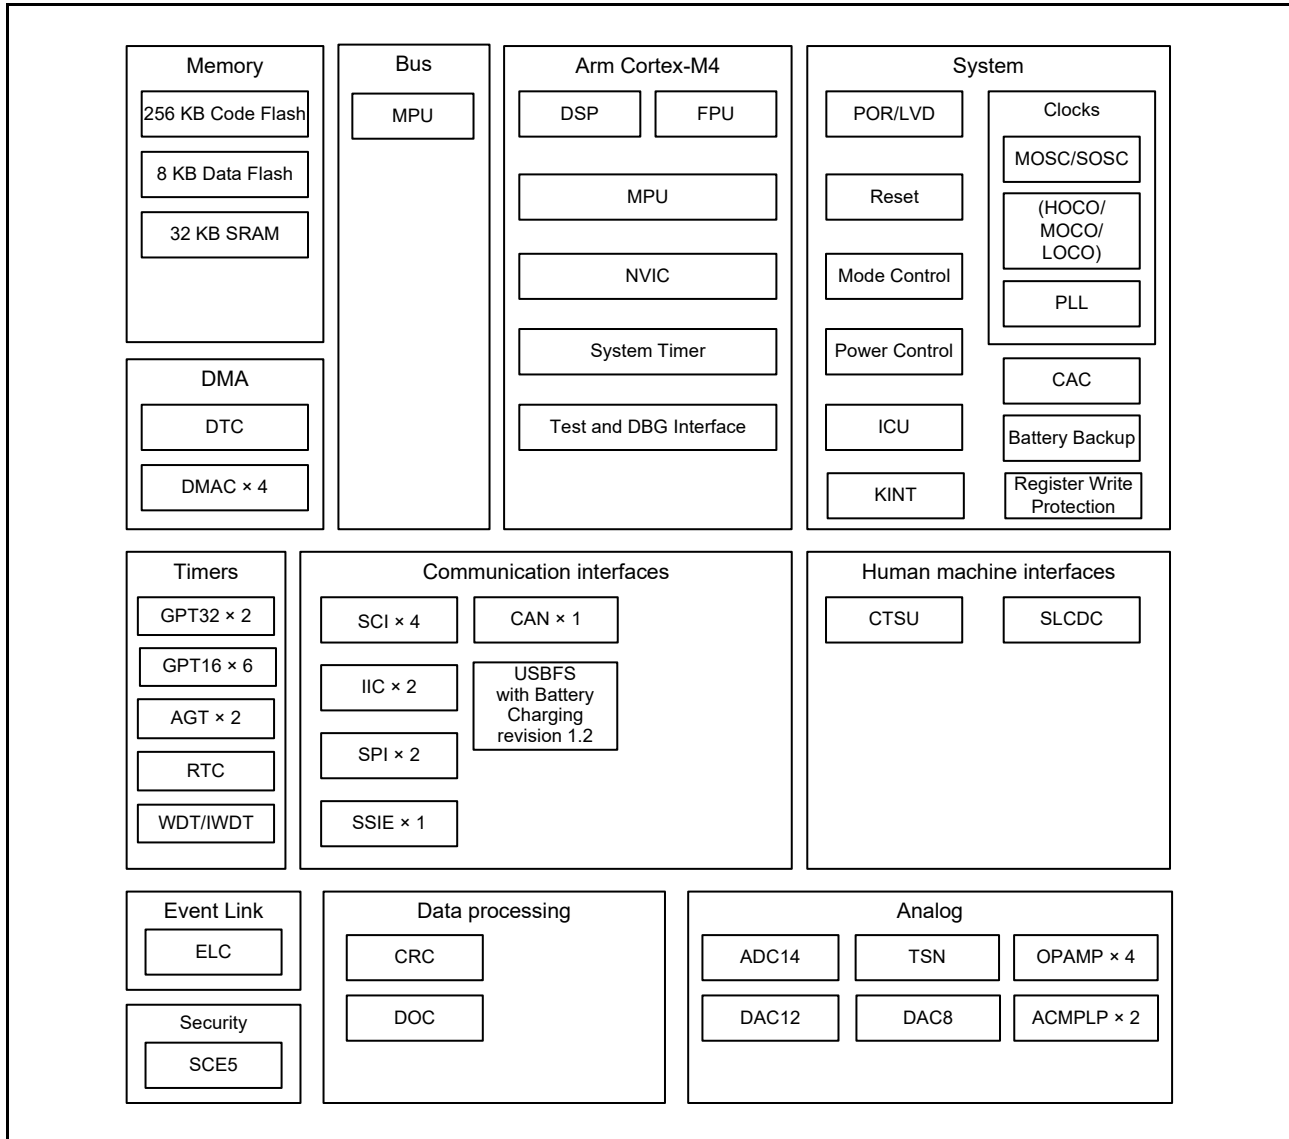 Memory
256 KB Code Flash
8 KB Data Flash
32 KB SRAM
DMA
DTC
DMAC × 4
Bus
MPU
Arm Cortex-M4
DSP
FPU
MPU
NVIC
System Timer
Test and DBG Interface
System
POR/LVD
Reset
Mode Control
Power Control
ICU
KINT
Clocks
MOSC/SOSC
(HOCO/
MOCO/
LOCO)
PLL
CAC
Battery Backup
Register Write
Protection
Timers
GPT32 × 2
GPT16 × 6
AGT × 2
RTC
WDT/IWDT
Communication interfaces
SCI × 4
IIC × 2
SPI × 2
SSIE × 1
CAN × 1
USBFS
with Battery
Charging
revision 1.2
Human machine interfaces
CTSU
SLCDC
Event Link
ELC
Security
SCE5
Data processing
CRC
DOC
Analog
ADC14
TSN
OPAMP × 4
DAC12
DAC8
ACMPLP × 2